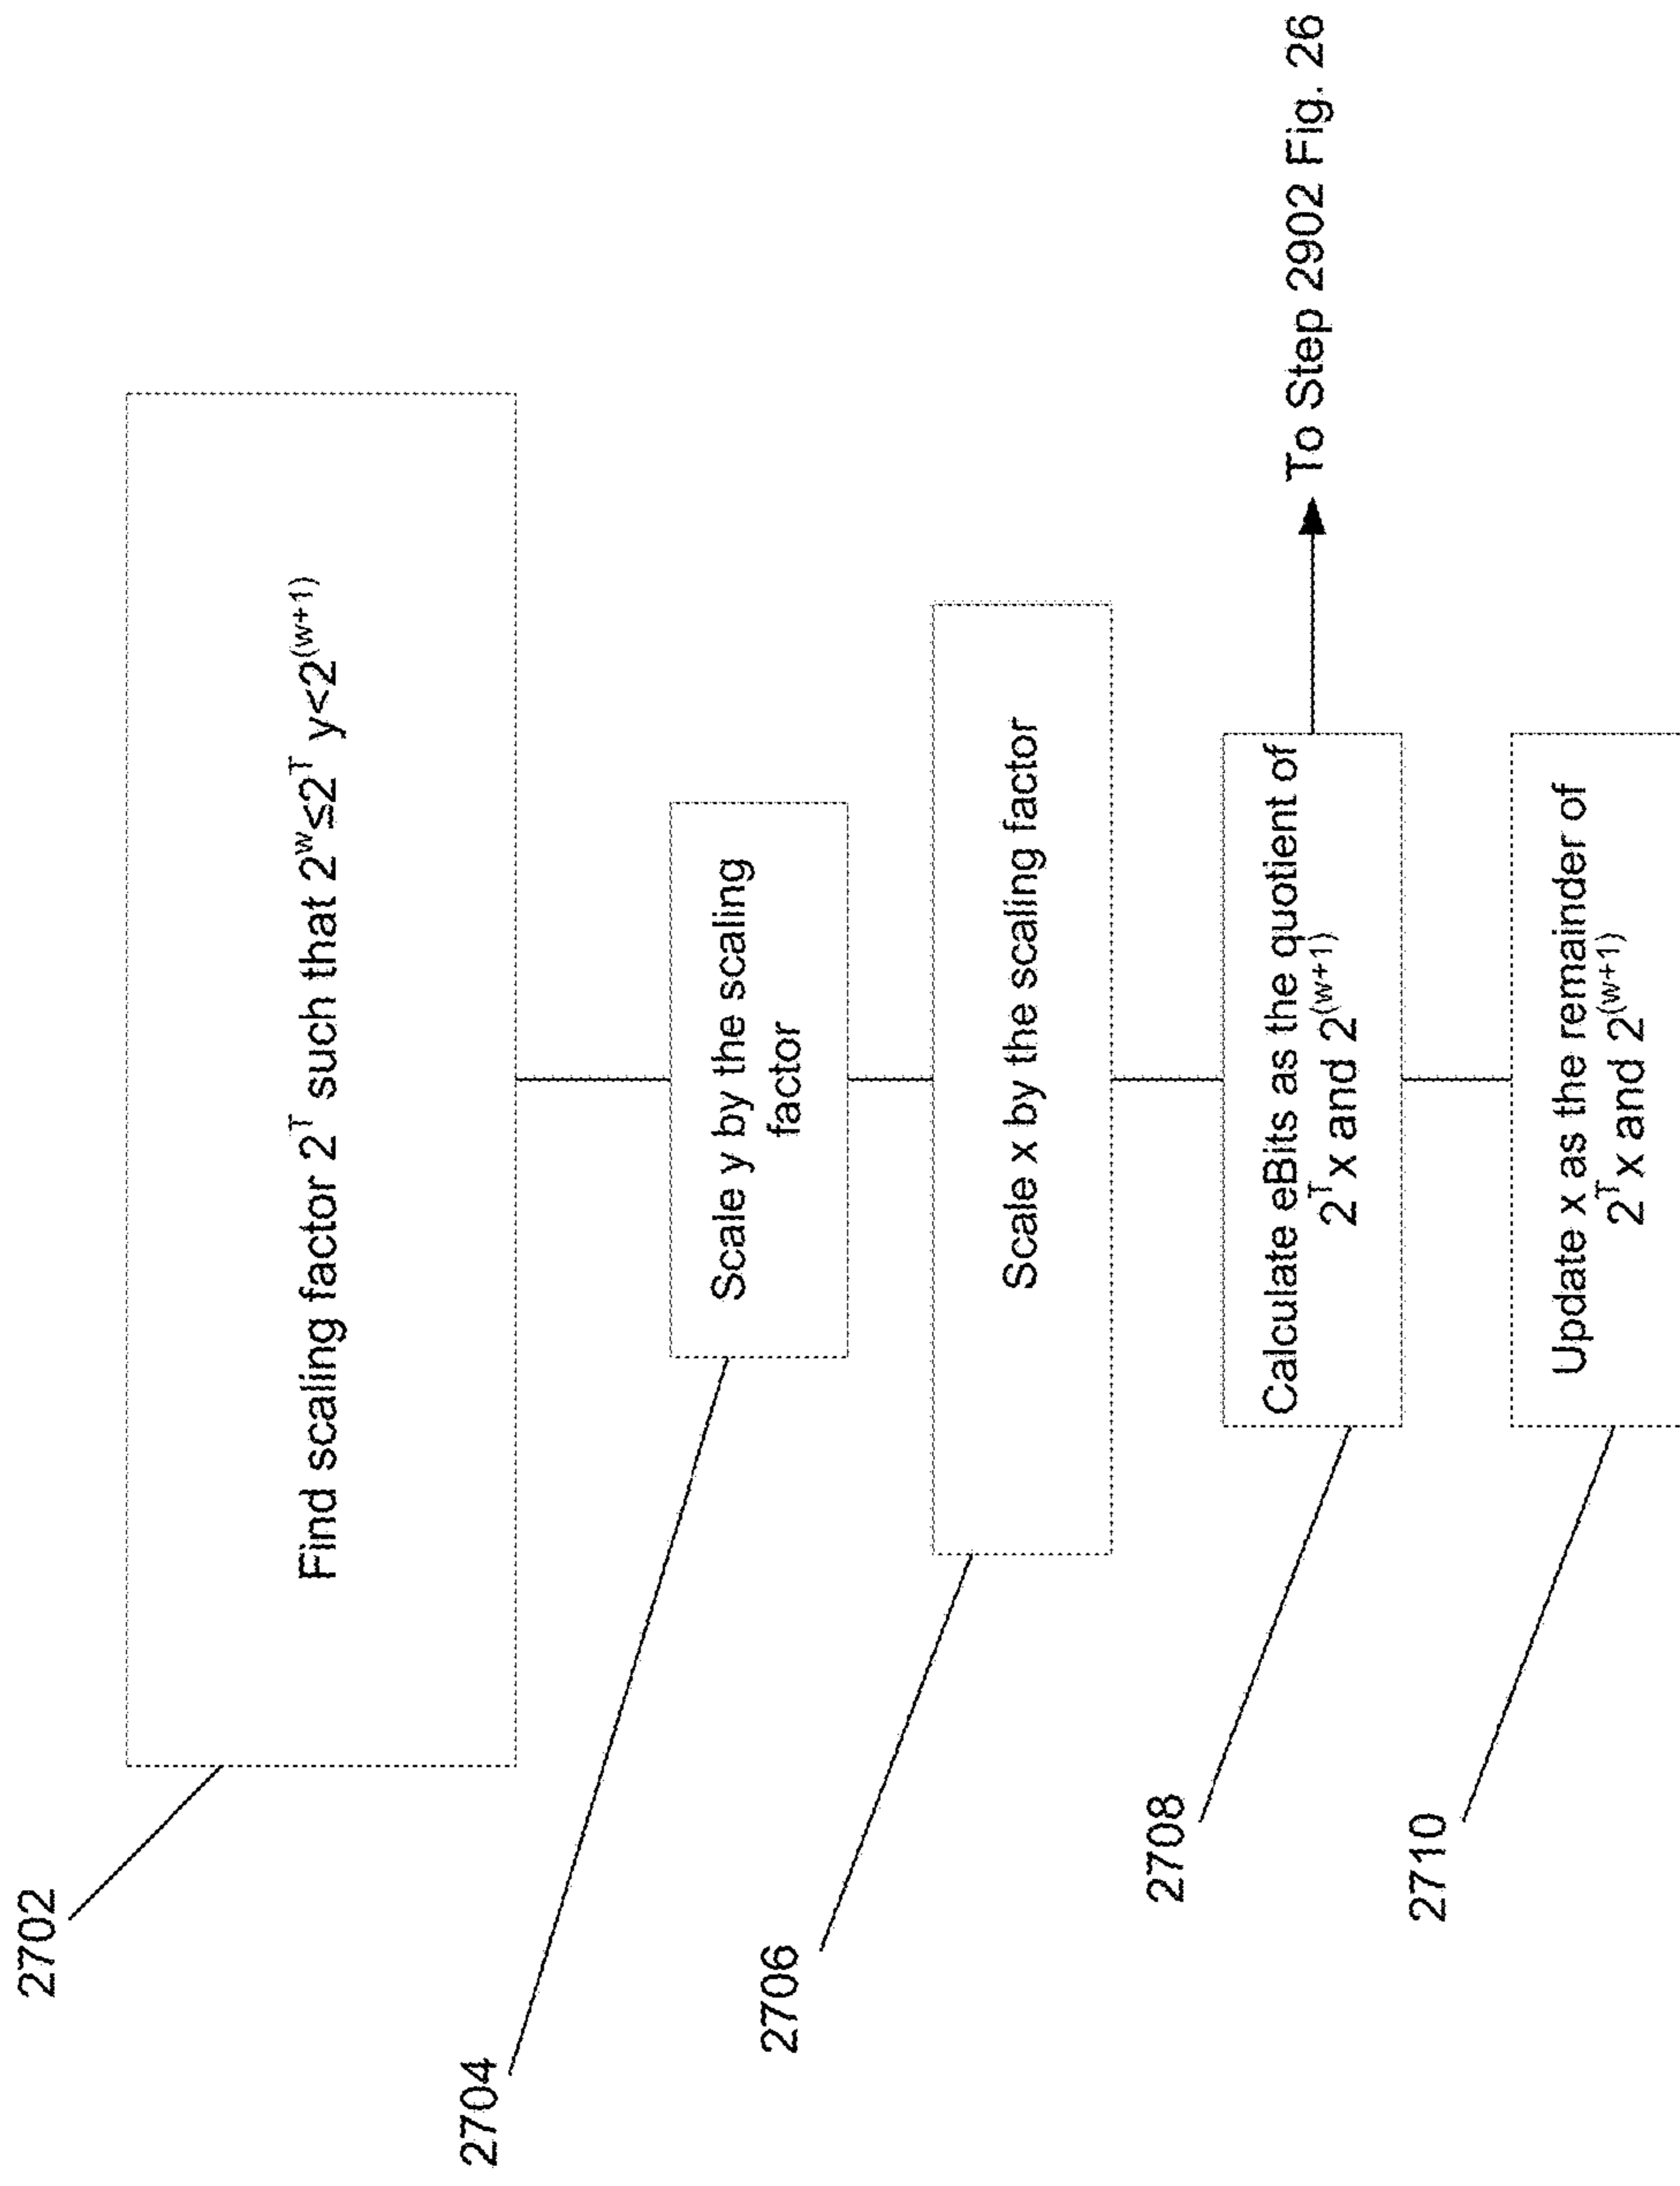 2702
Find scaling factor 2^T such that 2^w≤2^T y<2^(w+1)
2704
Scale y by the scaling
factor
2706
Scale x by the scaling factor
2708
Calculate eBits as the quotient of
2^T x and 2^(w+1)
To Step 2902 Fig. 26
2710
Update x as the remainder of
2^T x and 2^(w+1)